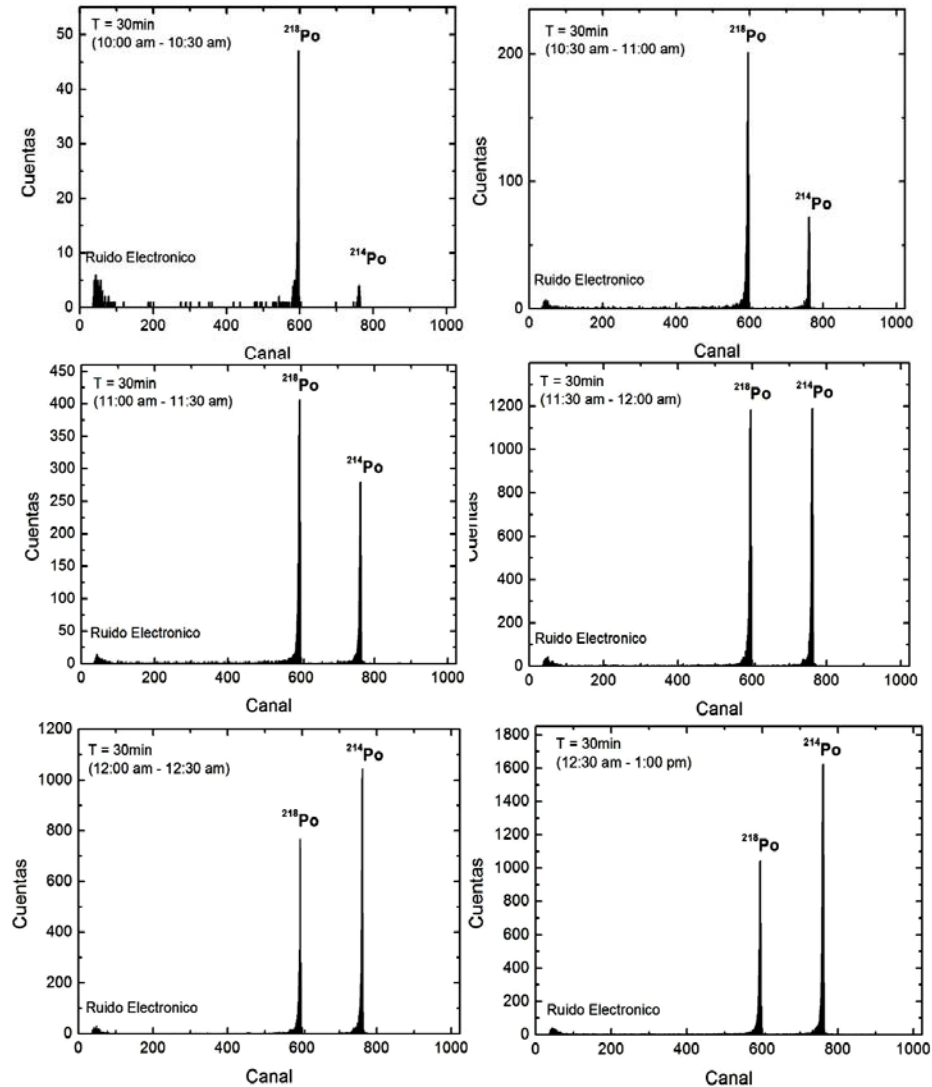 T = 30min
(10:00 am - 10:30 am)
218Po
214Po
Ruido Electronico
Cuentas
50
45
40
35
30
25
20
15
10
5
0
0 200 400 600 800 1000
Canal
T = 30min
(10:30 am - 11:00 am)
218Po
214Po
Ruido Electronico
Cuentas
200
100
0
0 200 400 600 800 1000
Canal
T = 30min
(11:00 am - 11:30 am)
218Po
214Po
Ruido Electronico
Cuentas
450
400
350
300
250
200
150
100
50
0
0 200 400 600 800 1000
Canal
T = 30min
(11:30 am - 12:00 am)
218Po
214Po
Ruido Electronico
Cuentas
1200
1000
800
600
400
200
0
0 200 400 600 800 1000
Canal
T = 30min
(12:00 am - 12:30 am)
218Po
214Po
Ruido Electronico
Cuentas
1200
1000
800
600
400
200
0
0 200 400 600 800 1000
Canal
T = 30min
(12:30 am - 1:00 pm)
218Po
214Po
Ruido Electronico
Cuentas
1800
1600
1400
1200
1000
800
600
400
200
0
0 200 400 600 800 1000
Canal